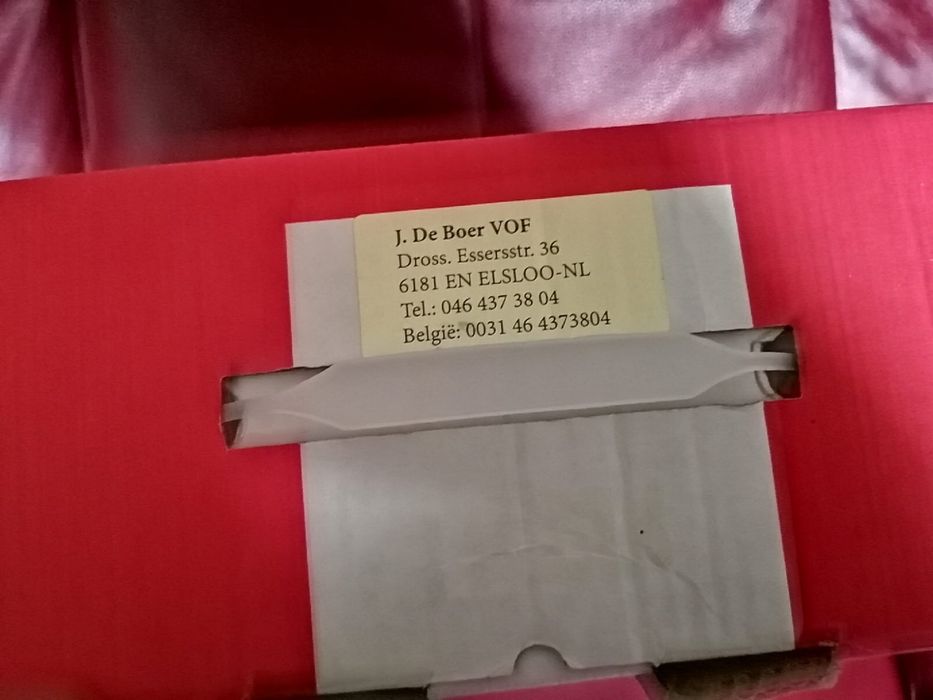 J. De Boer VOF
Dross. Essersstr. 36
6181 EN ELSLOO-NL
Tel.: 046 437 38 04
België: 0031 46 4373804